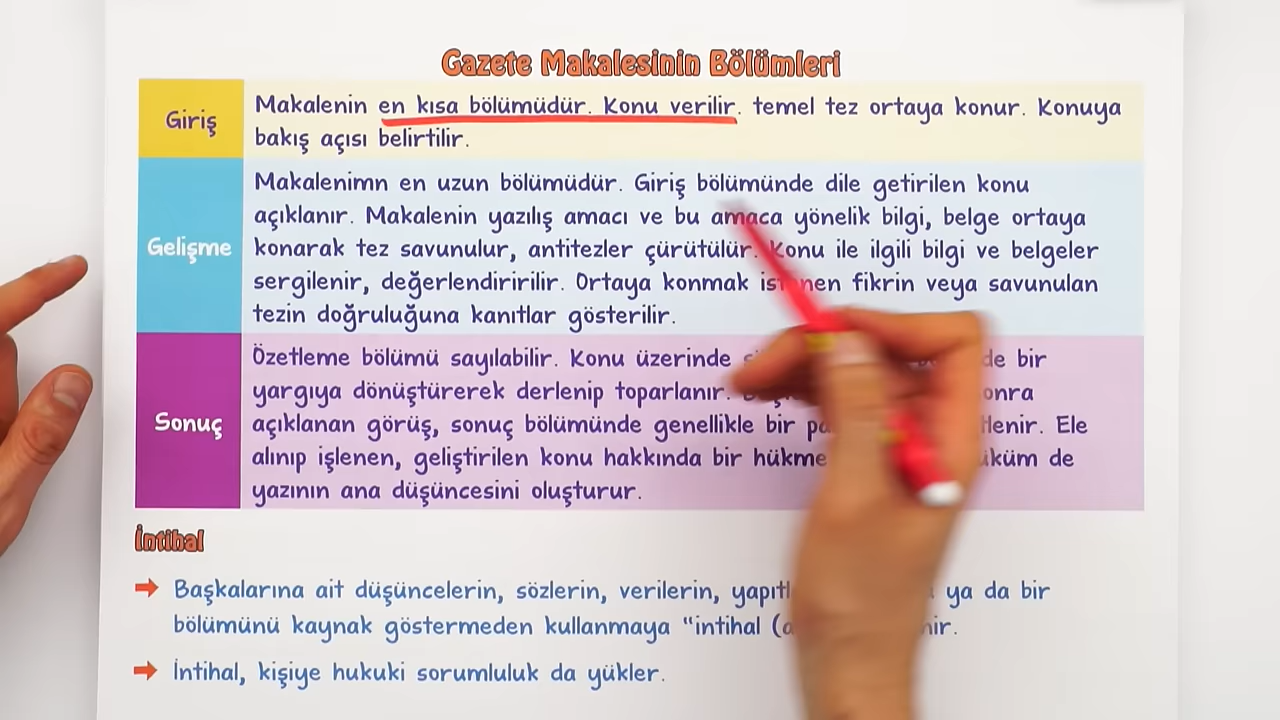 Gazete Makalesinin Bölümleri
Giriş
Makalenin en kısa bölümüdür. Konu verilir. temel tez ortaya konur. Konuya
bakış açısı belirtilir.
Gelişme
Makalenimn en uzun bölümüdür. Giriş bölümünde dile getirilen konu
açıklanır. Makalenin yazılış amacı ve bu amaca yönelik bilgi, belge ortaya
konarak tez savunulur, antitezler çürütülür. Konu ile ilgili bilgi ve belgeler
sergilenir, değerlendiririlir. Ortaya konmak istenen fikrin veya savunulan
tezin doğruluğuna kanıtlar gösterilir.
Sonuç
Özetleme bölümü sayılabilir. Konu üzerinde bir
yargıya dönüştürerek derlenip toparlanır.
açıklanan görüş, sonuç bölümünde genellikle bir Ele
alınıp işlenen, geliştirilen konu hakkında bir de
yazının ana düşüncesini oluşturur.
İntihal
Başkalarına ait düşüncelerin, sözlerin, verilerin, ya da bir
bölümünü kaynak göstermeden kullanmaya "intihal
İntihal, kişiye hukuki sorumluluk da yükler.